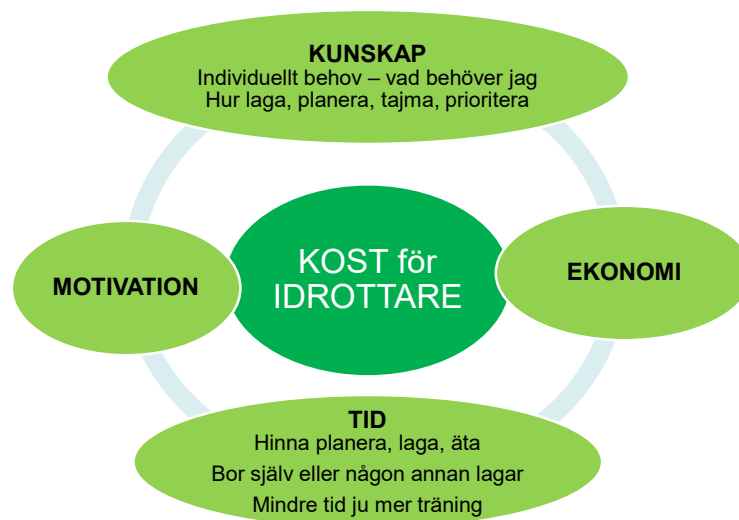 KUNSKAP
Individuellt behov – vad behöver jag
Hur laga, planera, tajma, prioritera
MOTIVATION
KOST för
IDROTTARE
EKONOMI
TID
Hinna planera, laga, äta
Bor själv eller någon annan lagar
Mindre tid ju mer träning